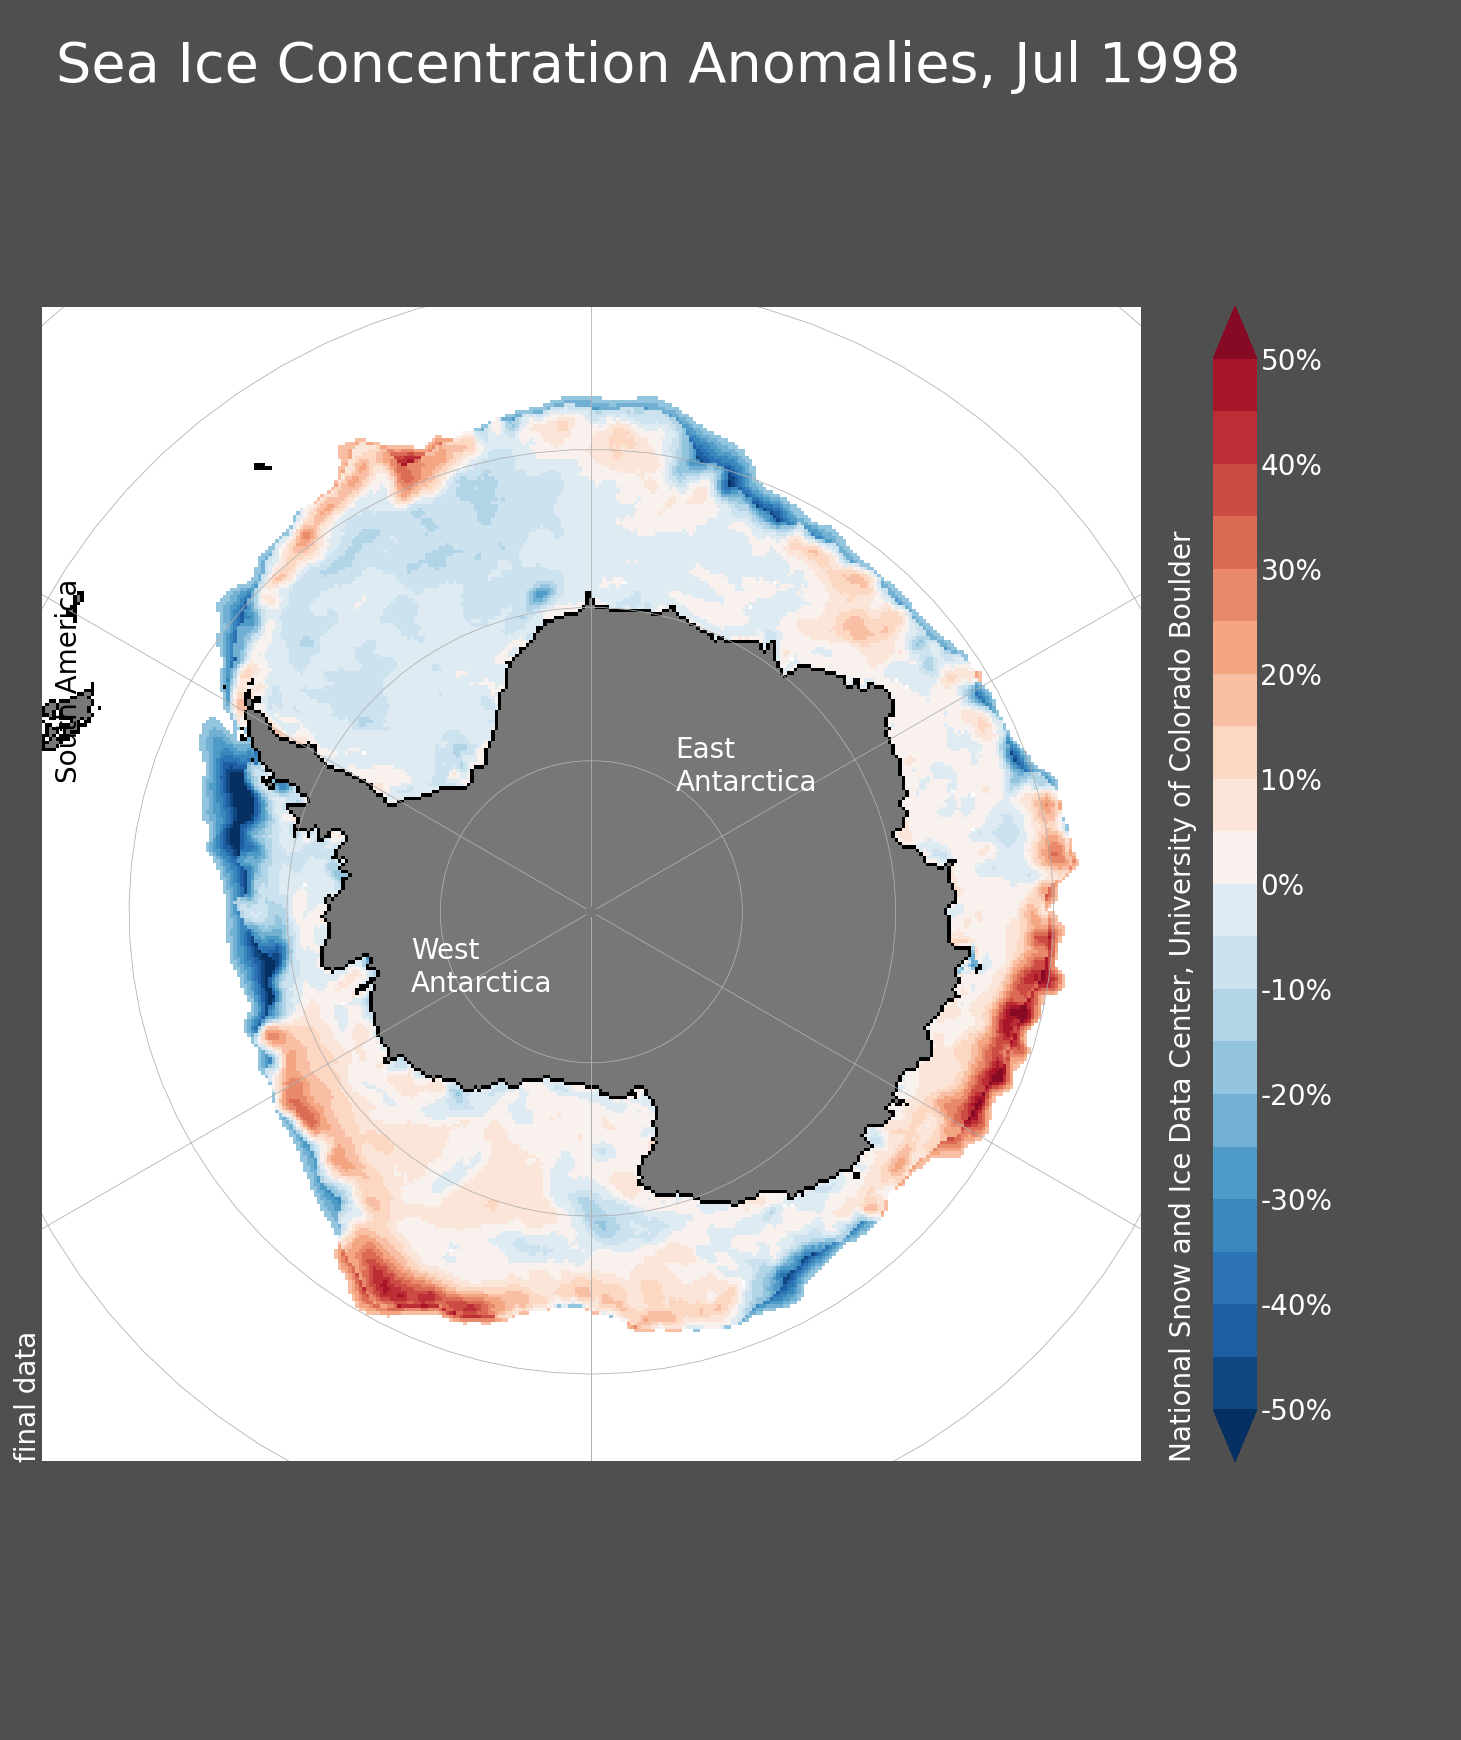 Sea Ice Concentration Anomalies, Jul 1998
South America
East
Antarctica
West
Antarctica
final data
National Snow and Ice Data Center, University of Colorado Boulder
50%
40%
30%
20%
10%
0%
-10%
-20%
-30%
-40%
-50%